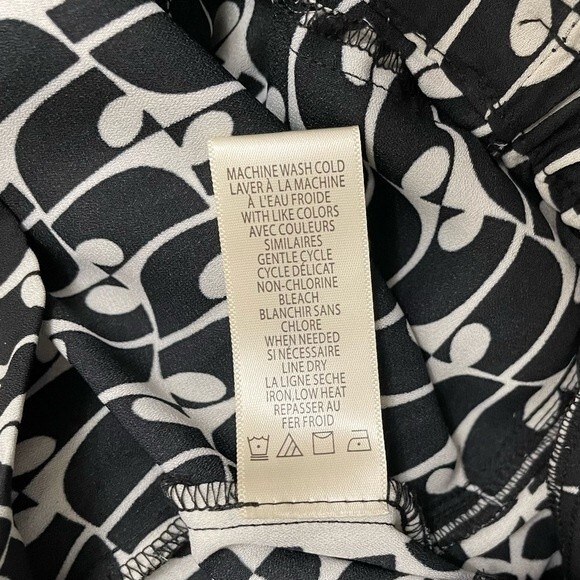 MACHINE WASH COLD
LAVER À LA MACHINE
À L'EAU FROIDE
WITH LIKE COLORS
AVEC COULEURS
SIMILAIRES
GENTLE CYCLE
CYCLE DÉLICAT
NON-CHLORINE
BLEACH
BLANCHIR SANS
CHLORE
WHEN NEEDED
SI NÉCESSAIRE
LINE DRY
LA LIGNE SECHE
IRON,LOW HEAT
REPASSER AU
FER FROID